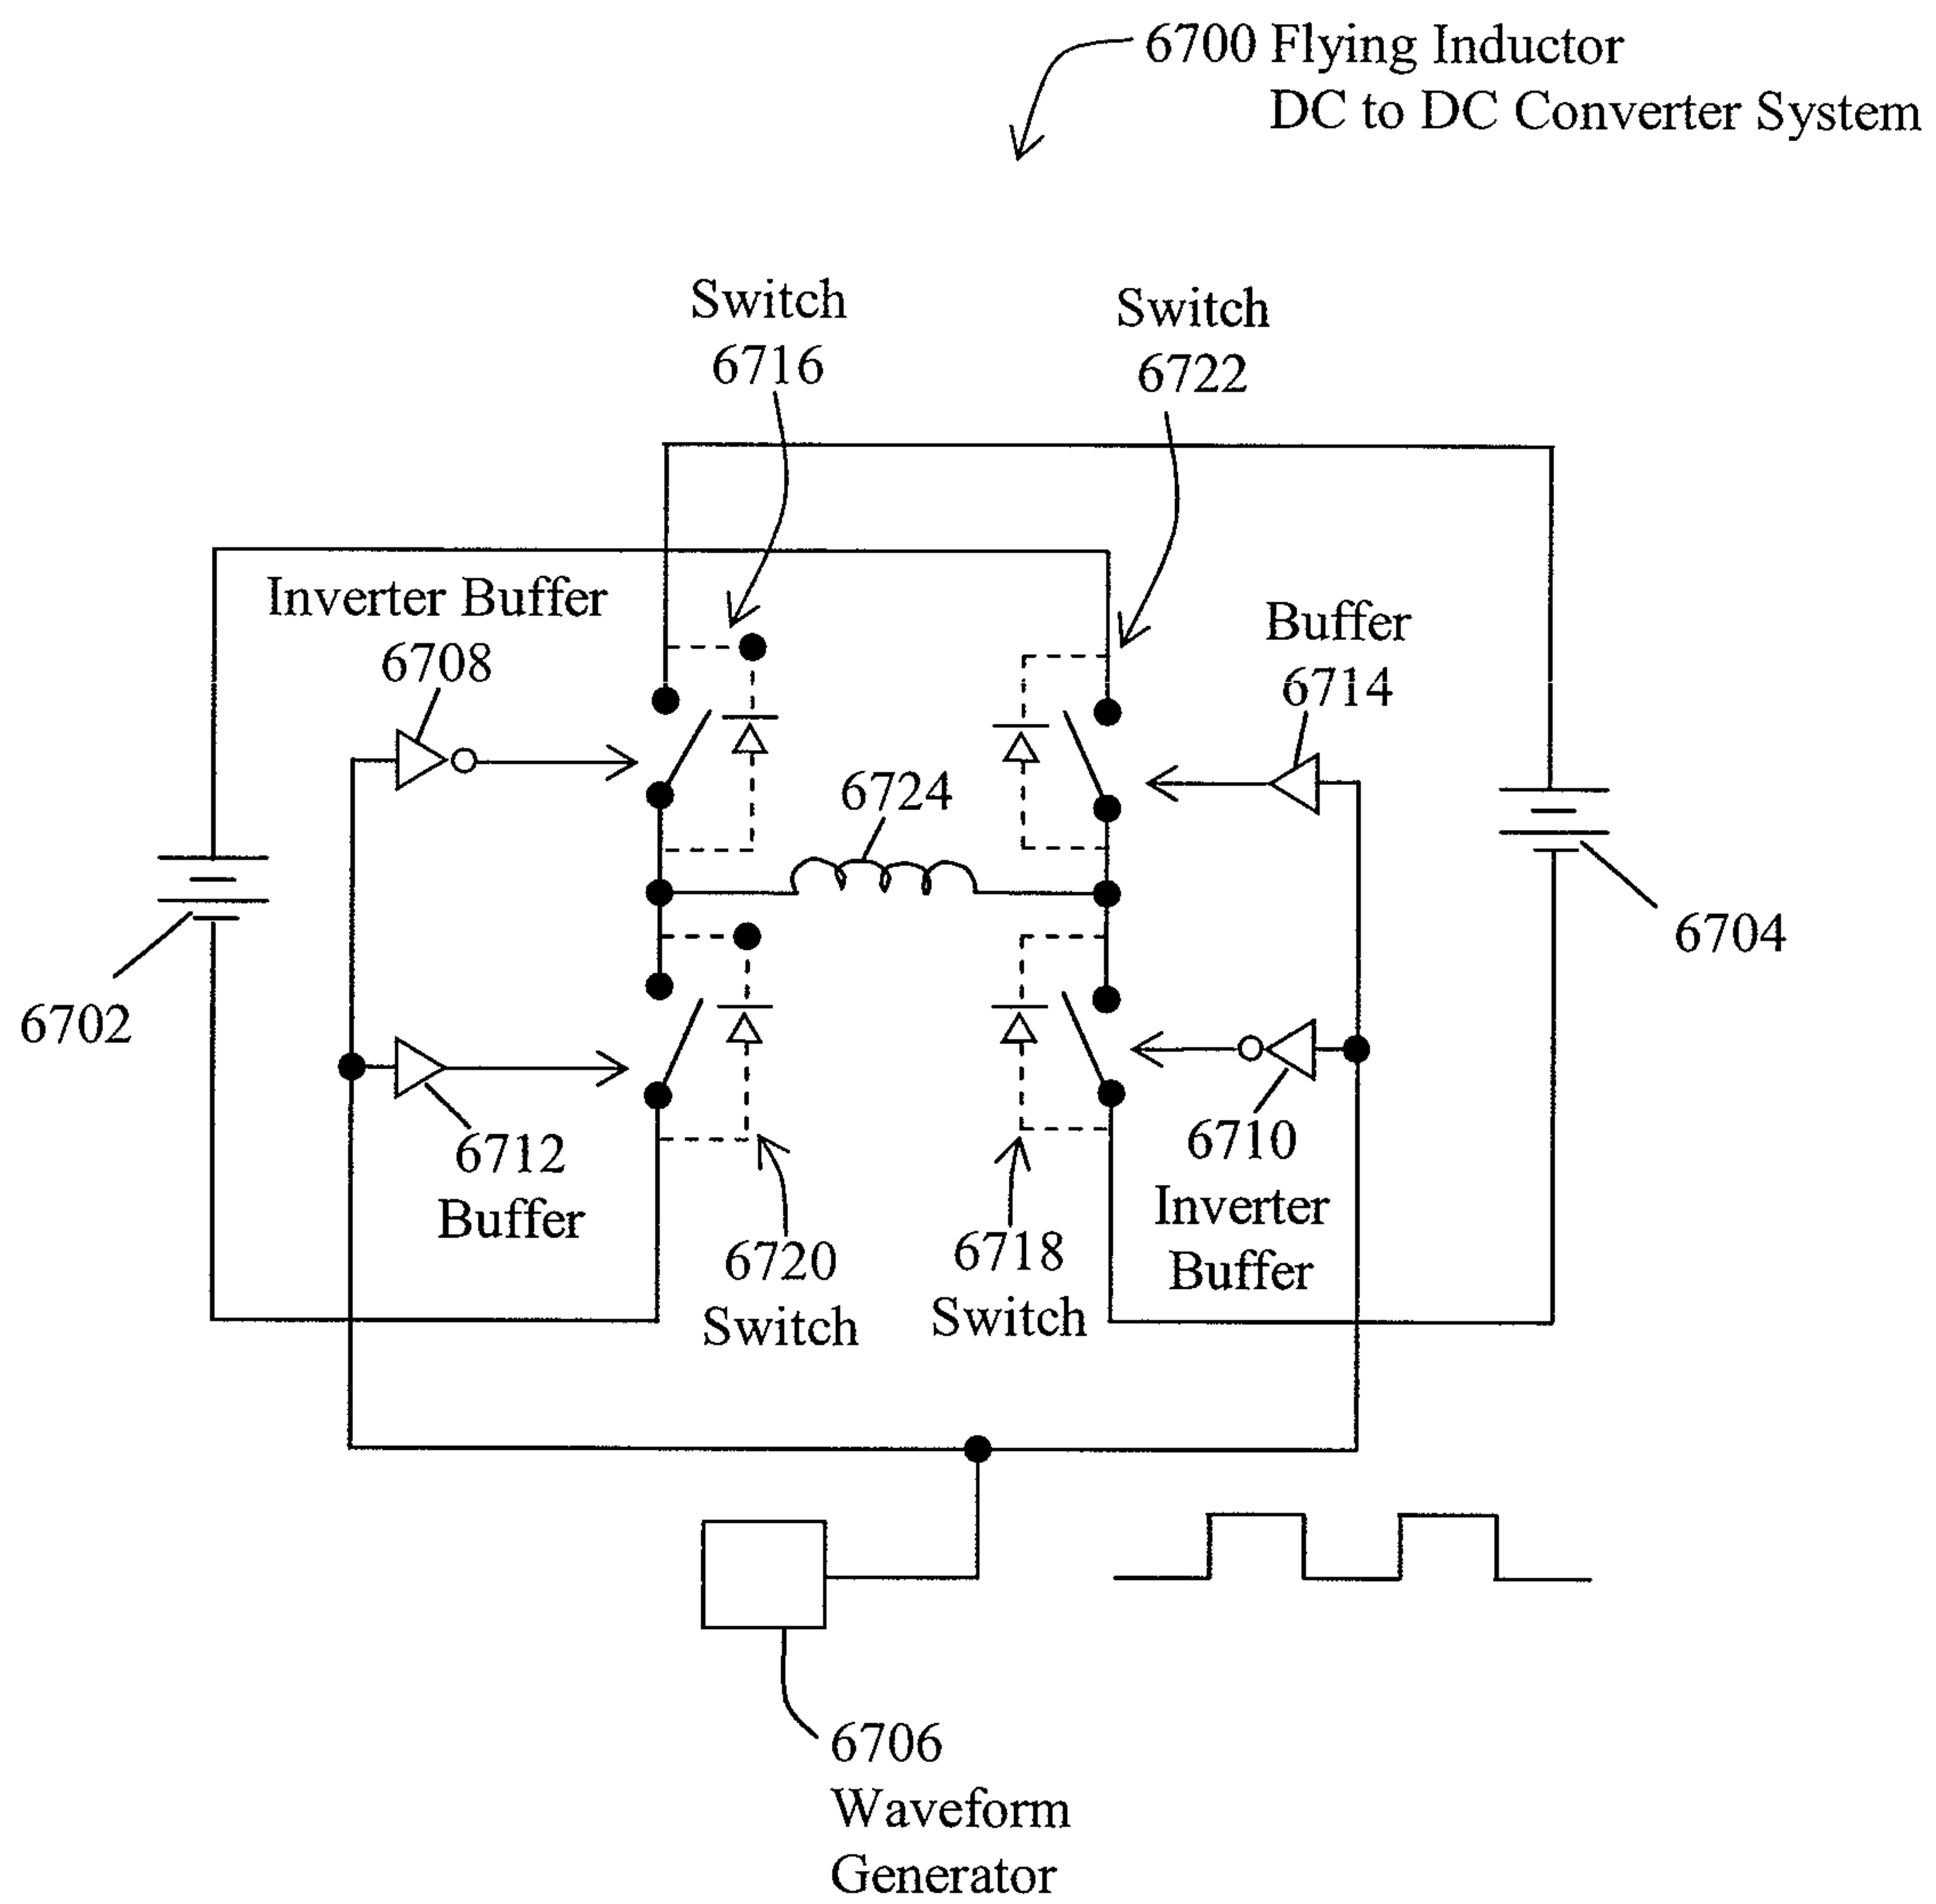 6700 Flying Inductor
DC to DC Converter System
Switch
6716
Switch
6722
Inverter Buffer
6708
Buffer
6714
6724
6702
6704
6712
Buffer
6720
Switch
6718
Switch
6710
Inverter
Buffer
6706
Waveform
Generator